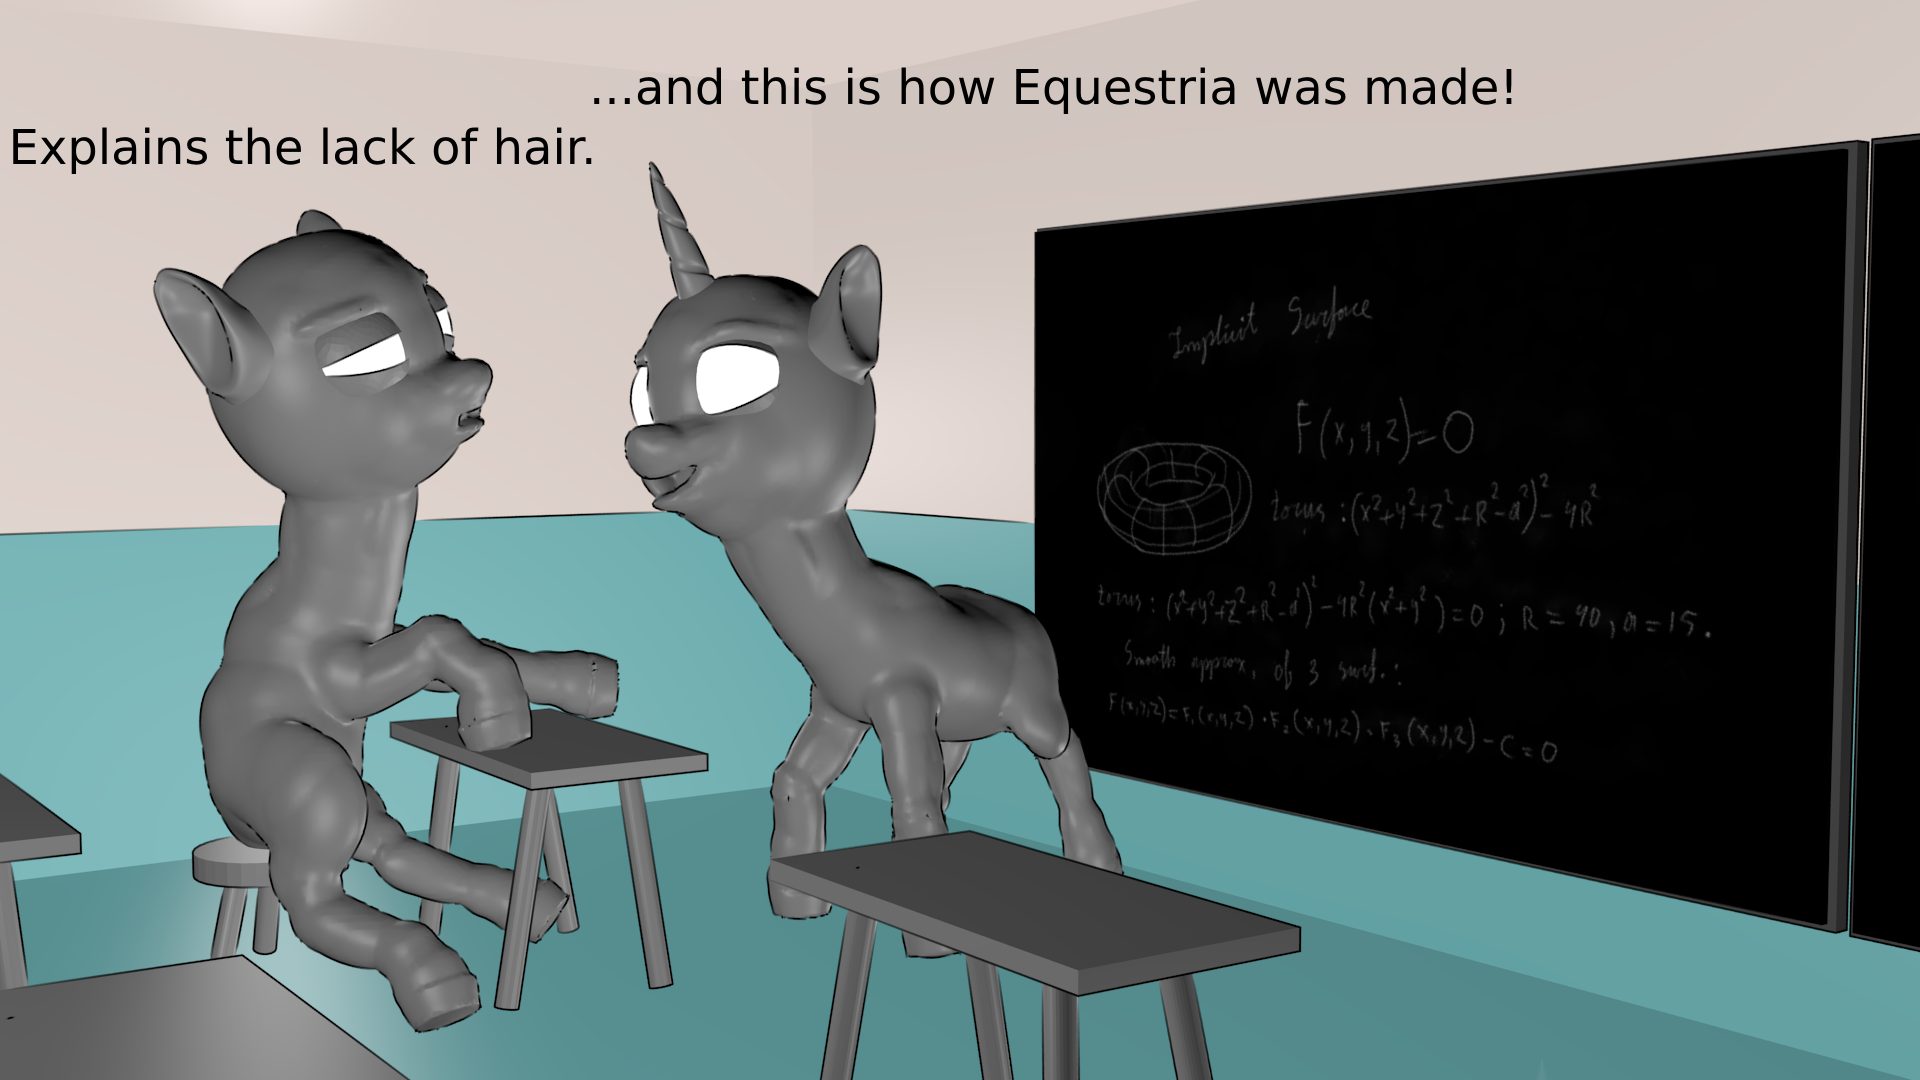 ...and this is how Equestria was made!
Explains the lack of hair.
Implicit Surface
F(x,y,z)=0
torus : (x²+y²+z²+R²-a²)²- 4R²
torus : (x²+y²+z²+R²-a²)²-4R²(x²+y²)=0 ; R = 40, a=15.
Smooth approx. of 3 surf. :
F(x,y,z)=F₁(x,y,z)·F₂(x,y,z)·F₃(x,y,z)-C=0